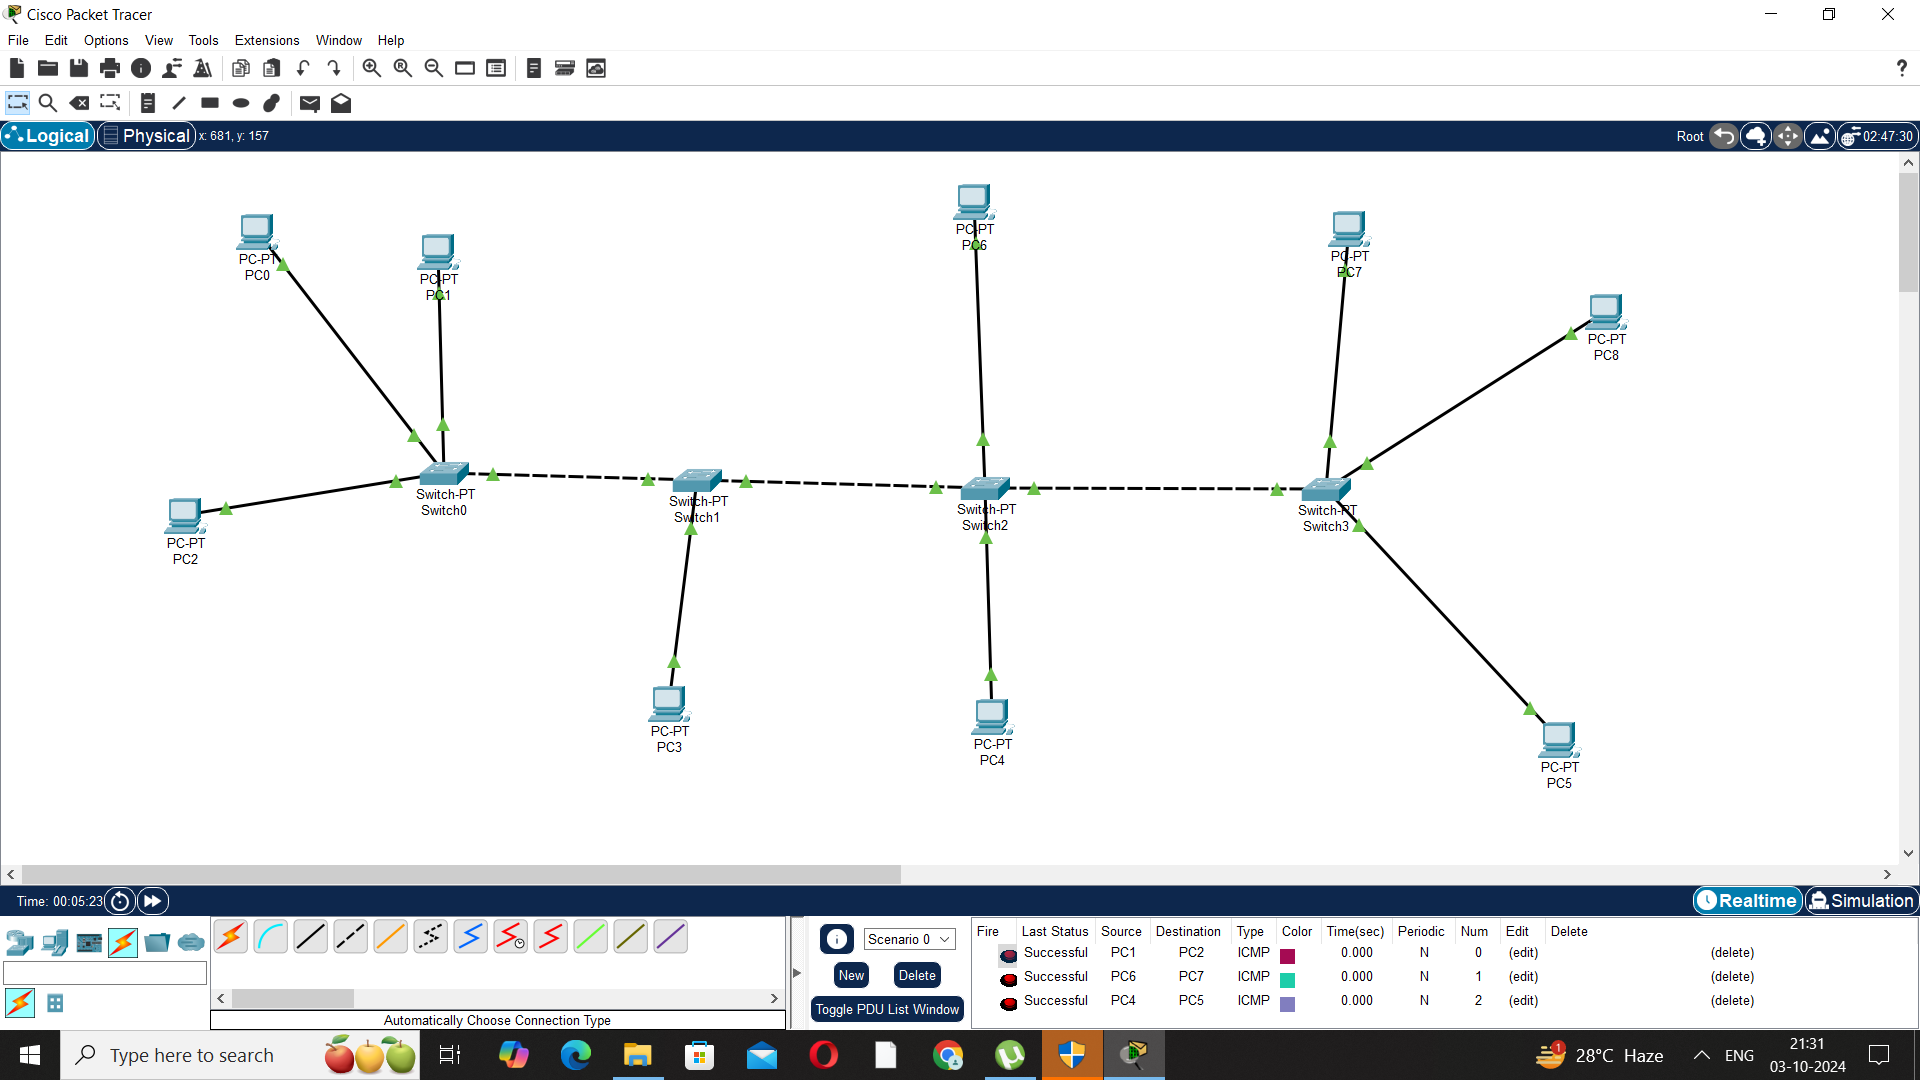 Cisco Packet Tracer
File Edit Options View Tools Extensions Window Help
?
Logical Physical x: 681, y: 157 Root 02:47:30
PC-PT
PC0
PC-PT
PC1
PC-PT
PC6
PC-PT
PC7
PC-PT
PC8
Switch-PT
Switch0
Switch-PT
Switch1
Switch-PT
Switch2
Switch-PT
Switch3
PC-PT
PC2
PC-PT
PC3
PC-PT
PC4
PC-PT
PC5
Time: 00:05:23 Realtime Simulation
Scenario 0
New Delete
Toggle PDU List Window
Automatically Choose Connection Type
Fire Last Status Source Destination Type Color Time(sec) Periodic Num Edit Delete
Successful PC1 PC2 ICMP 0.000 N 0 (edit) (delete)
Successful PC6 PC7 ICMP 0.000 N 1 (edit) (delete)
Successful PC4 PC5 ICMP 0.000 N 2 (edit) (delete)
Type here to search
1
28°C Haze ENG
21:31
03-10-2024